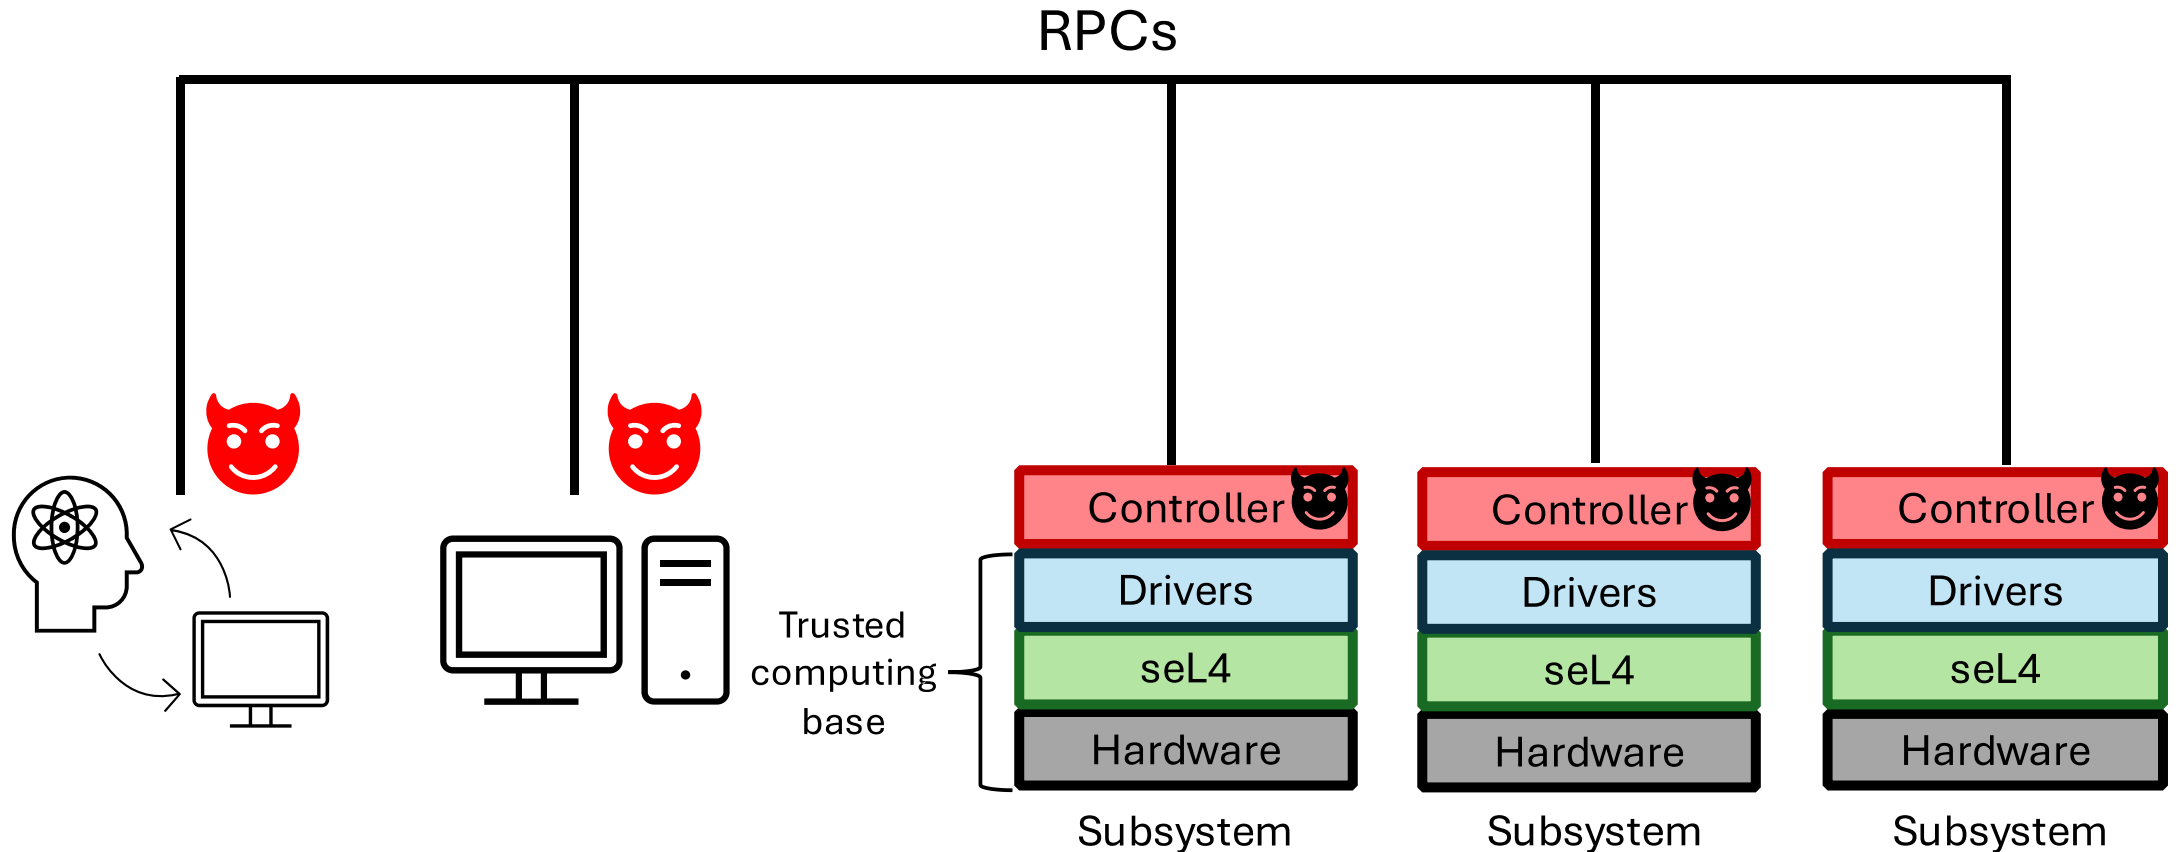 RPCs
Controller
Controller
Controller
Drivers
Drivers
Drivers
Trusted
computing
base
seL4
seL4
seL4
Hardware
Hardware
Hardware
Subsystem
Subsystem
Subsystem